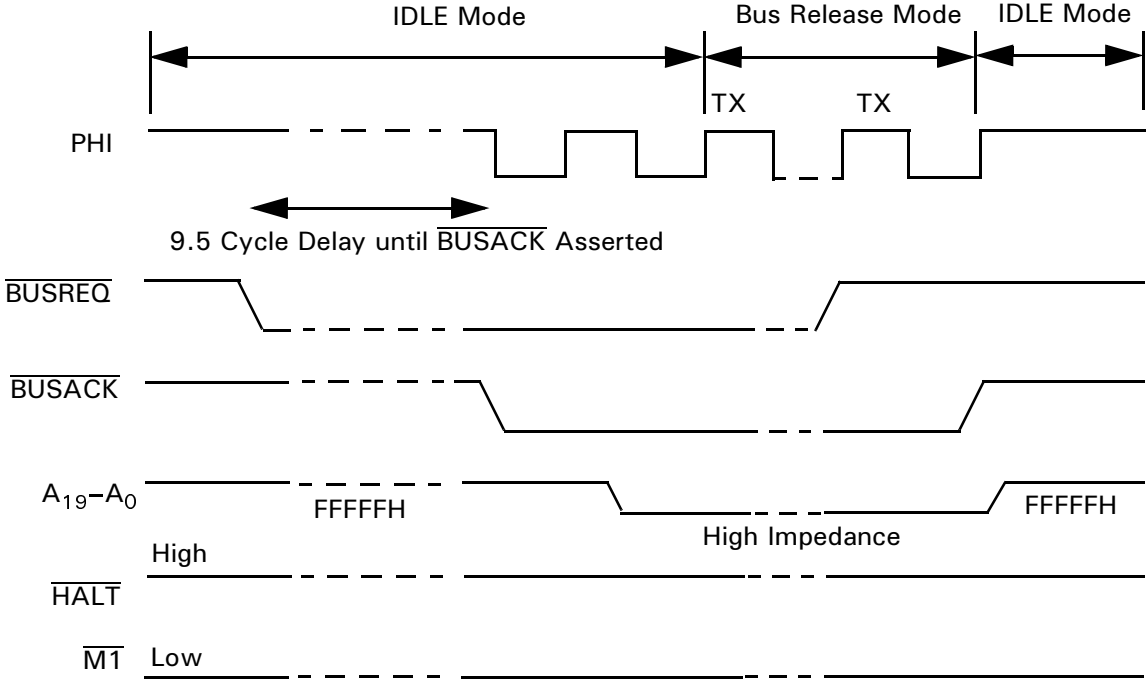 IDLE Mode
Bus Release Mode
IDLE Mode
TX
TX
PHI
9.5 Cycle Delay until BUSACK Asserted
BUSREQ
BUSACK
A19–A0
FFFFFH
FFFFFH
High Impedance
High
HALT
M1
Low